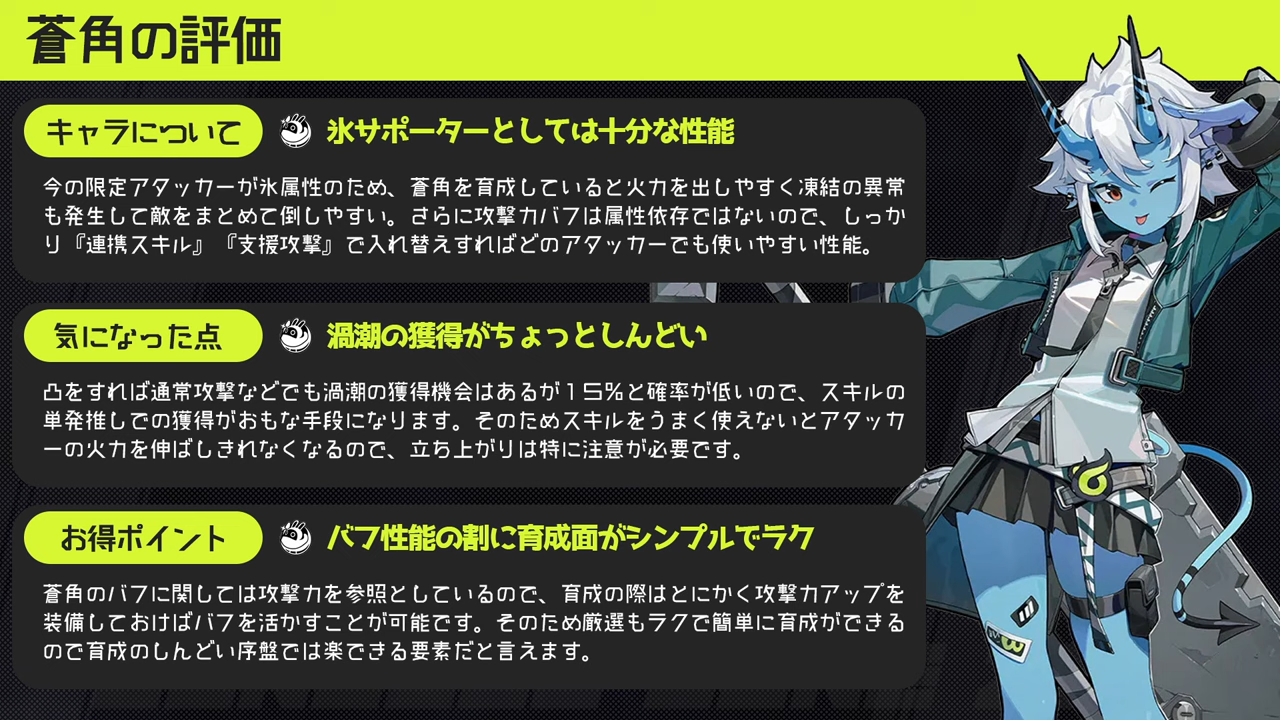 蒼角の評価
キャラについて
氷サポーターとしては十分な性能
今の限定アタッカーが氷属性のため、蒼角を育成していると火力を出しやすく凍結の異常
も発生して敵をまとめて倒しやすい。さらに攻撃力バフは属性依存ではないので、しっか
り『連携スキル』『支援攻撃』で入れ替えすればどのアタッカーでも使いやすい性能。
気になった点
渦潮の獲得がちょっとしんどい
凸をすれば通常攻撃などでも渦潮の獲得機会はあるが15%と確率が低いので、スキルの
単発推しでの獲得がおもな手段になります。そのためスキルをうまく使えないとアタッカ
ーの火力を伸ばしきれなくなるので、立ち上がりは特に注意が必要です。
お得ポイント
バフ性能の割に育成面がシンプルでラク
蒼角のバフに関しては攻撃力を参照としているので、育成の際はとにかく攻撃力アップを
装備しておけばバフを活かすことが可能です。そのため厳選もラクで簡単に育成ができる
ので育成のしんどい序盤では楽できる要素だと言えます。